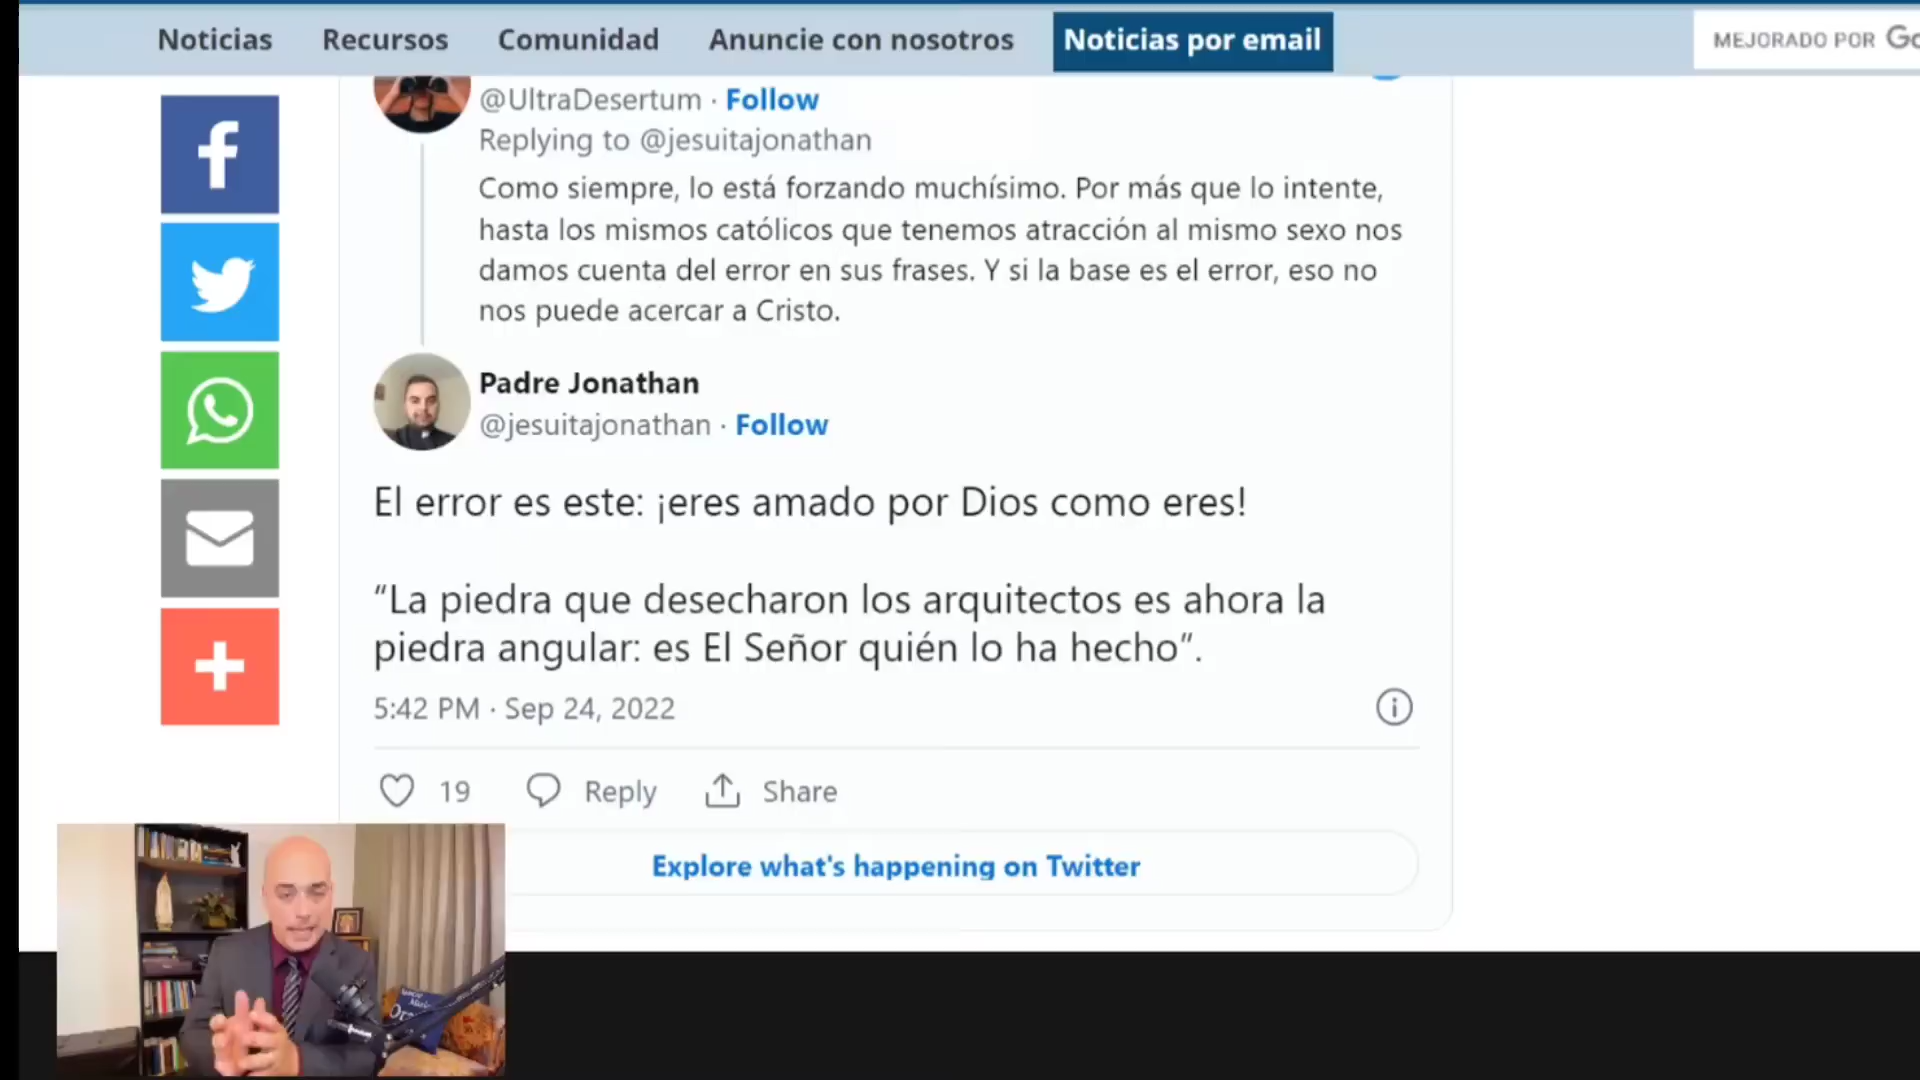 Noticias Recursos Comunidad Anuncie con nosotros Noticias por email MEJORADO POR
@UltraDesertum · Follow
Replying to @jesuitajonathan
Como siempre, lo está forzando muchísimo. Por más que lo intente,
hasta los mismos católicos que tenemos atracción al mismo sexo nos
damos cuenta del error en sus frases. Y si la base es el error, eso no
nos puede acercar a Cristo.
Padre Jonathan
@jesuitajonathan · Follow
El error es este: ¡eres amado por Dios como eres!
“La piedra que desecharon los arquitectos es ahora la
piedra angular: es El Señor quién lo ha hecho”.
5:42 PM · Sep 24, 2022
19 Reply Share
Explore what's happening on Twitter